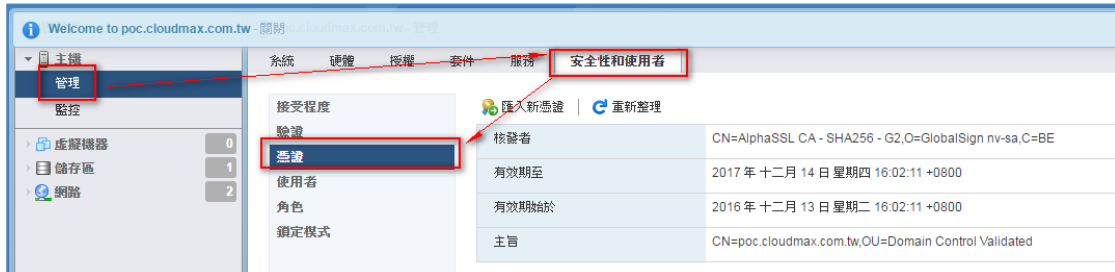 Welcome to poc.cloudmax.com.tw - 關閉
主機
管理
監控
虛擬機器 0
儲存區 1
網路 2
系統 硬體 授權 套件 服務 安全性和使用者
接受程度
驗證
憑證
使用者
角色
鎖定模式
匯入新憑證 | 重新整理
核發者 CN=AlphaSSL CA - SHA256 - G2,O=GlobalSign nv-sa,C=BE
有效期至 2017 年 十二月 14 日 星期四 16:02:11 +0800
有效期始於 2016 年 十二月 13 日 星期二 16:02:11 +0800
主旨 CN=poc.cloudmax.com.tw,OU=Domain Control Validated